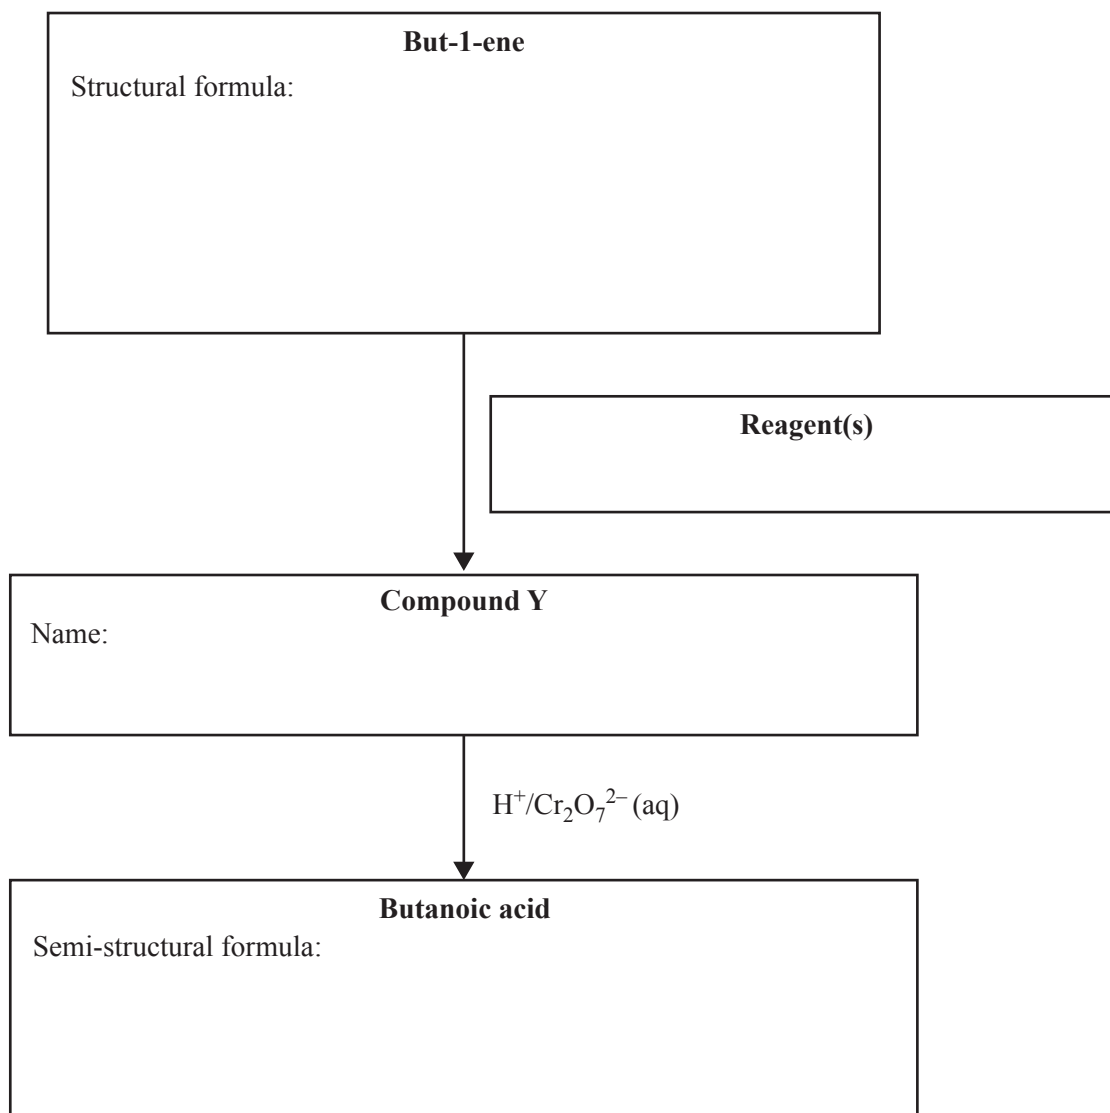 But-1-ene
Structural formula:
Reagent(s)
Compound Y
Name:
H⁺/Cr₂O₇²⁻ (aq)
Butanoic acid
Semi-structural formula: